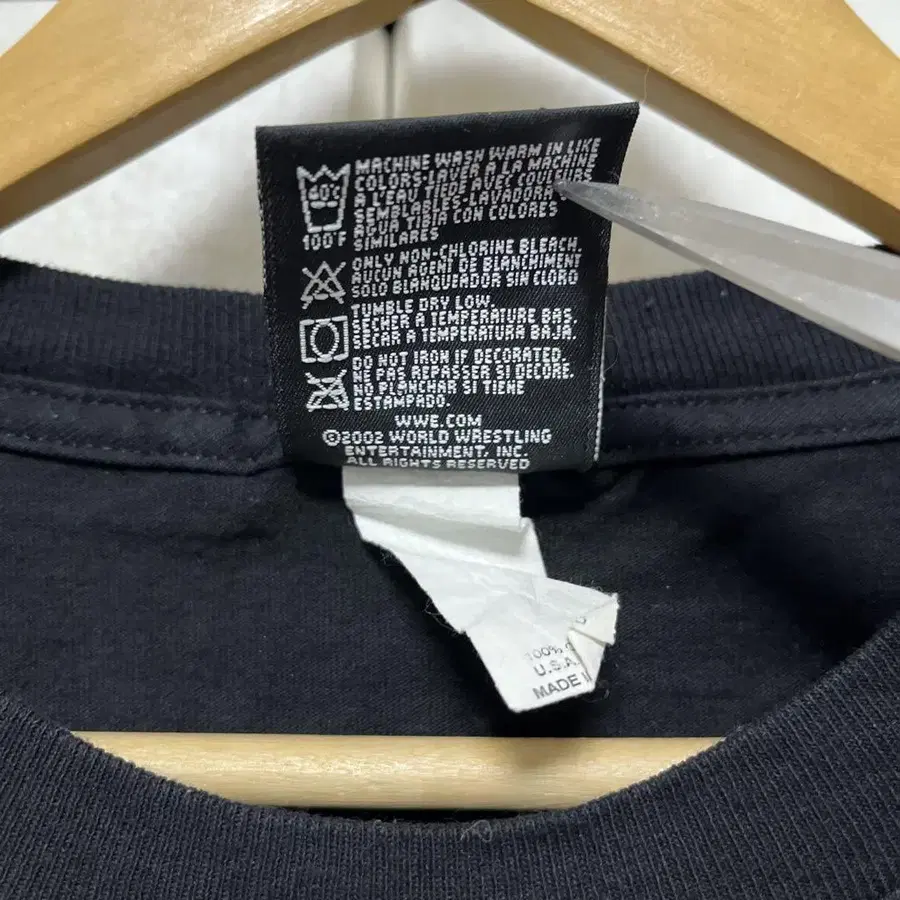 60°C
100°F
MACHINE WASH WARM IN LIKE
COLORS-LAVER A LA MACHINE
A L'EAU TIEDE AVEC COULEURS
SEMBLABLES-LAVADORA
AGUA TIBIA CON COLORES
SIMILARES
ONLY NON-CHLORINE BLEACH.
AUCUN AGENT DE BLANCHIMENT
SOLO BLANQUEADOR SIN CLORO
TUMBLE DRY LOW.
SECHER A TEMPERATURE BAS.
SECAR A TEMPERATURA BAJA.
DO NOT IRON IF DECORATED.
NE PAS REPASSER SI DECORE.
NO PLANCHAR SI TIENE
ESTAMPADO.
WWE.COM
©2002 WORLD WRESTLING
ENTERTAINMENT, INC.
ALL RIGHTS RESERVED
100%
U.S.A.
MADE